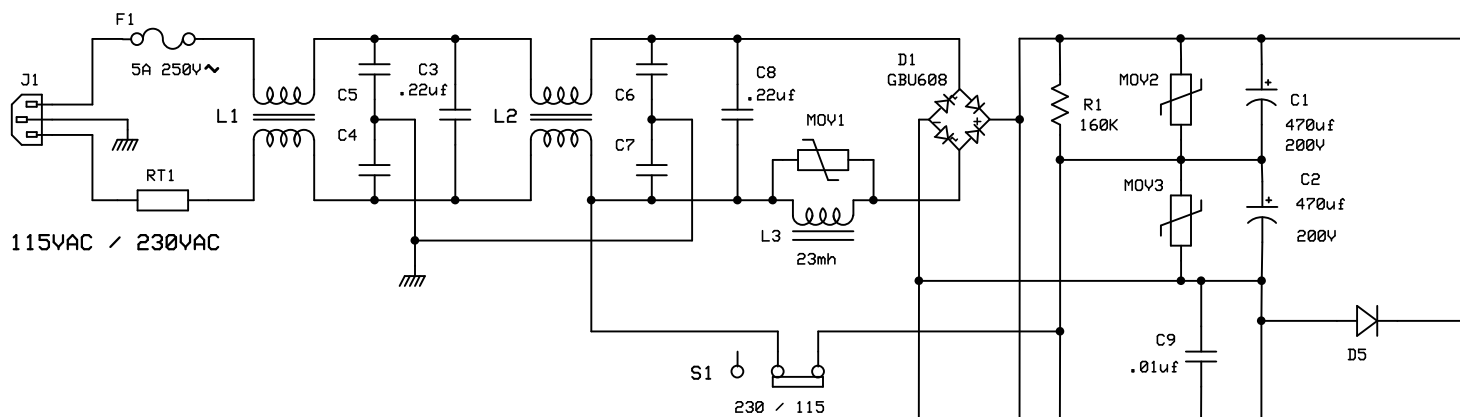 F1
5A 250V~
J1
RT1
115VAC / 230VAC
L1
C5
C4
C3
.22uf
L2
C6
C7
C8
.22uf
MOV1
L3
23mh
D1
GBU608
+
R1
160K
MOV2
MOV3
+
C1
470uf
200V
+
C2
470uf
200V
C9
.01uf
D5
S1
230 / 115